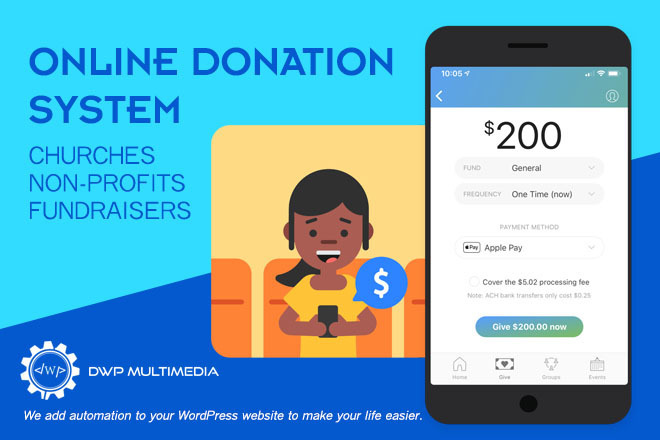 ONLINE DONATION
SYSTEM
CHURCHES
NON-PROFITS
FUNDRAISERS
$
<dwp>
DWP MULTIMEDIA
We add automation to your WordPress website to make your life easier.
10:05
$200
FUND General
FREQUENCY One Time (now)
PAYMENT METHOD
Pay Apple Pay
Cover the $5.02 processing fee
Note: ACH bank transfers only cost $0.25
Give $200.00 now
Home Give Groups Events